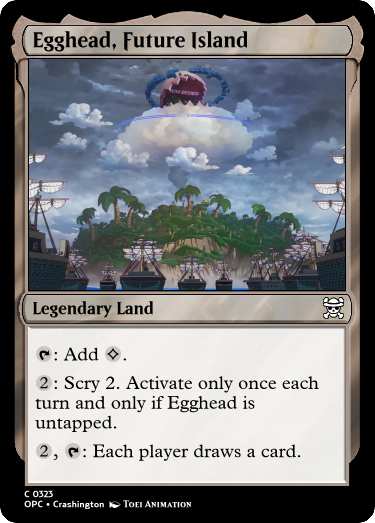 Egghead, Future Island
Legendary Land
: Add .
2: Scry 2. Activate only once each
turn and only if Egghead is
untapped.
2, : Each player draws a card.
C 0323
OPC • Crashington TOEI ANIMATION